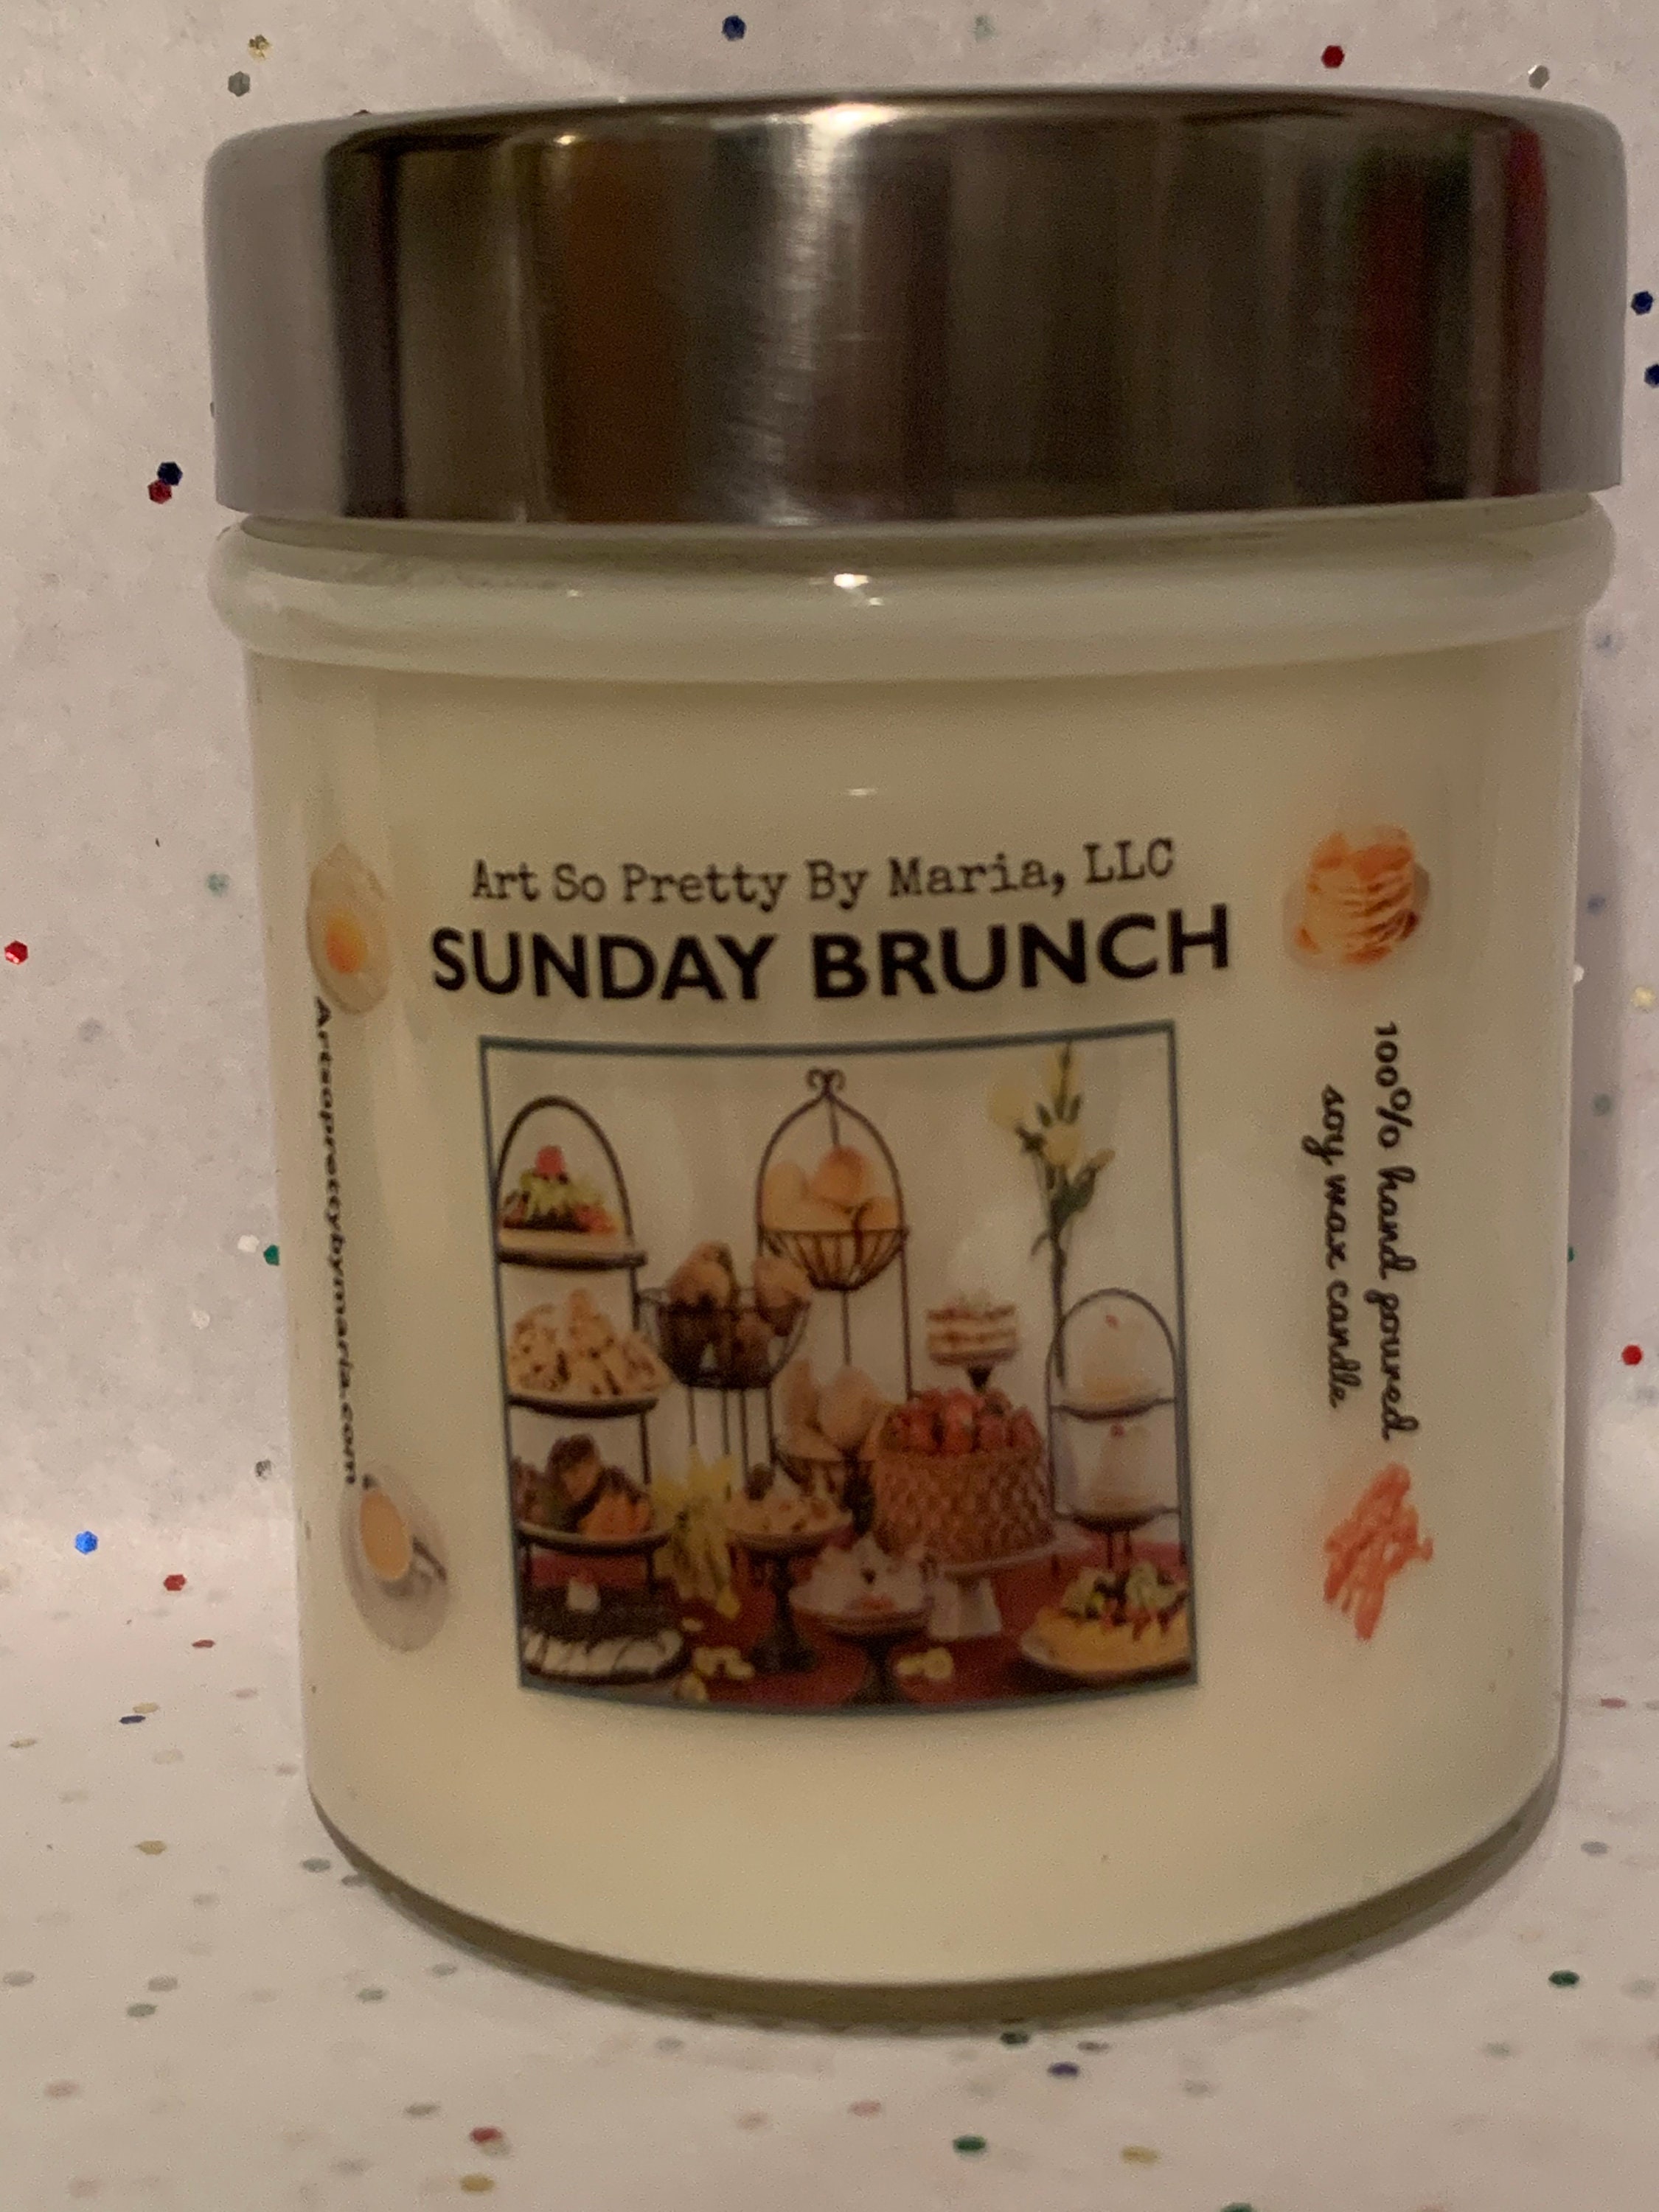 Art So Pretty By Maria, LLC
SUNDAY BRUNCH
Artsoprettybymaria.com
100% hand poured
soy wax candle